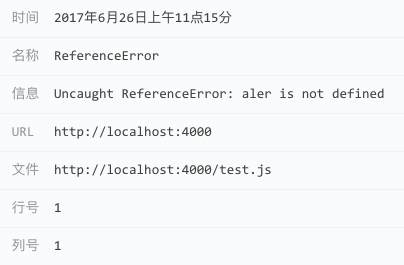 时间 2017年6月26日上午11点15分
名称 ReferenceError
信息 Uncaught ReferenceError: aler is not defined
URL http://localhost:4000
文件 http://localhost:4000/test.js
行号 1
列号 1